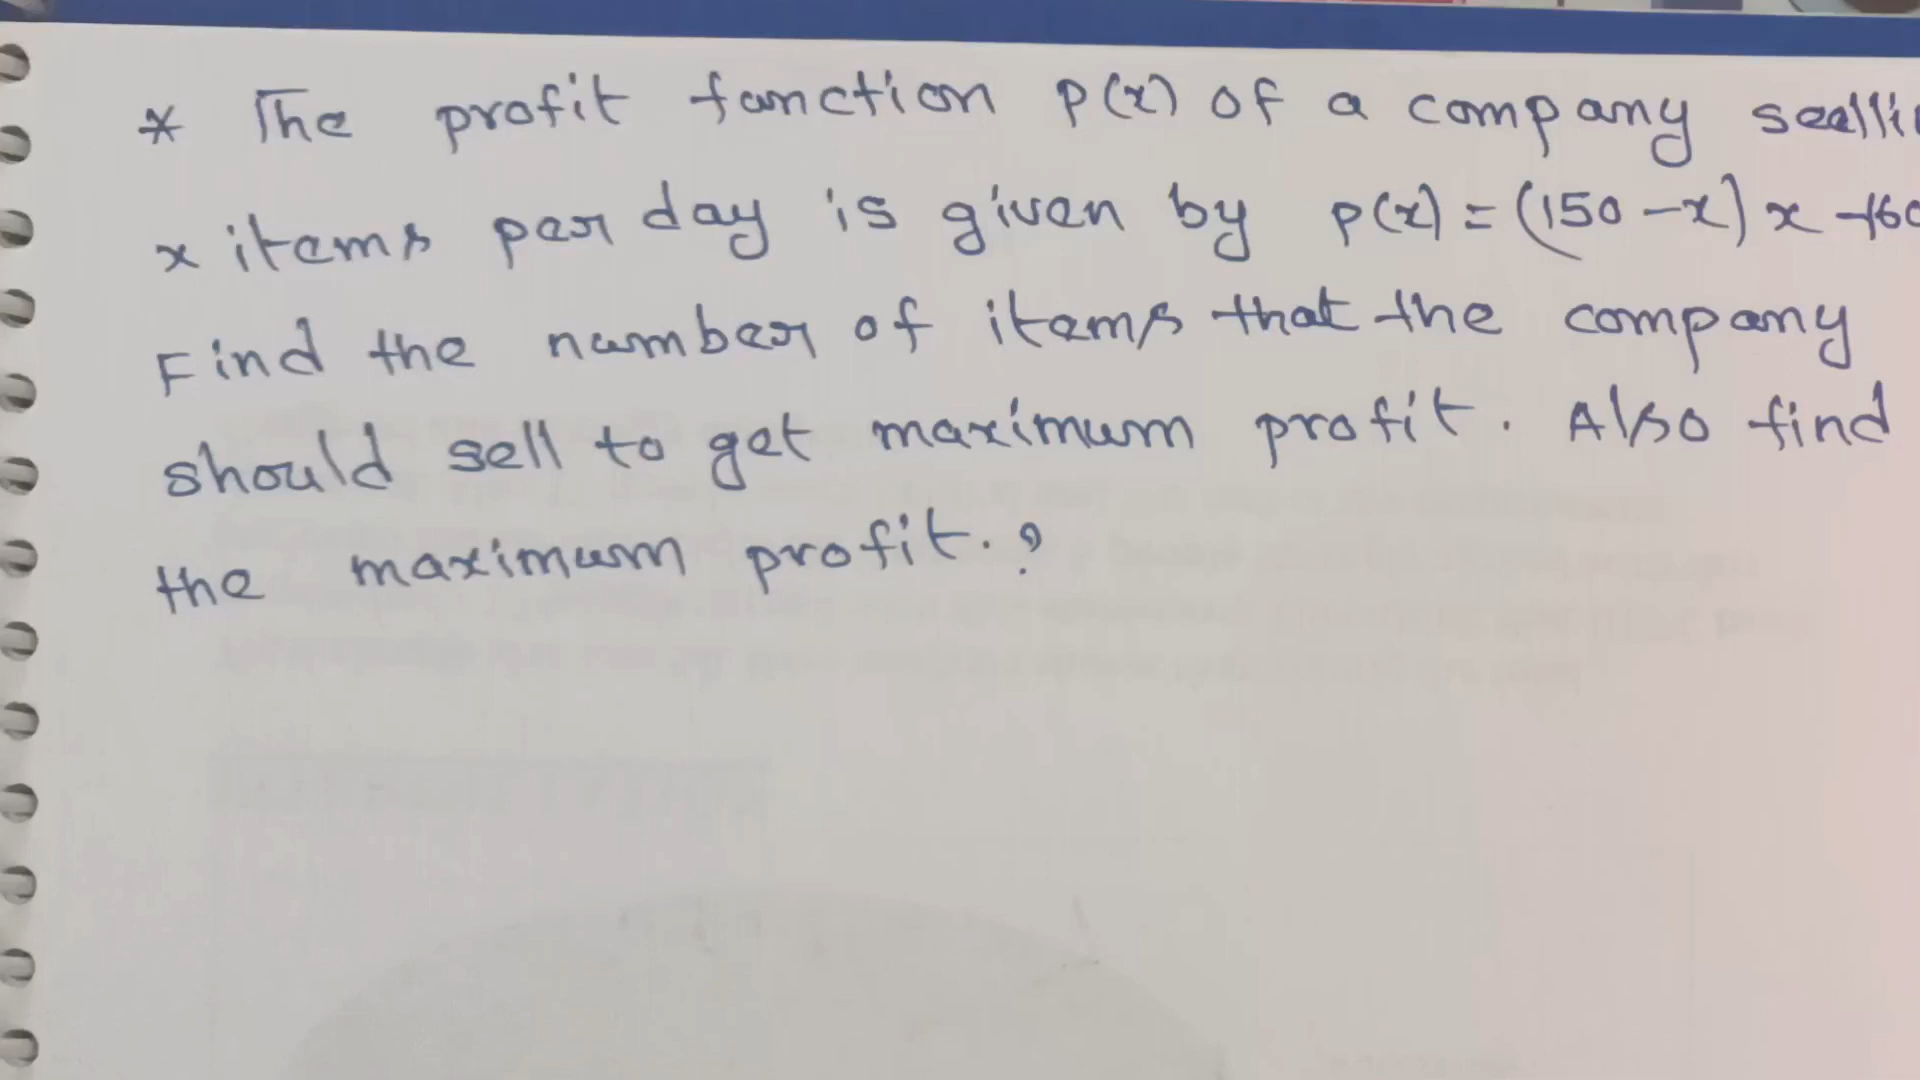 * The profit function P(x) of a company
x items per day is given by P(x) = (150 - x) x -
Find the number of items that the company
should sell to get maximum profit. Also find
the maximum profit.?